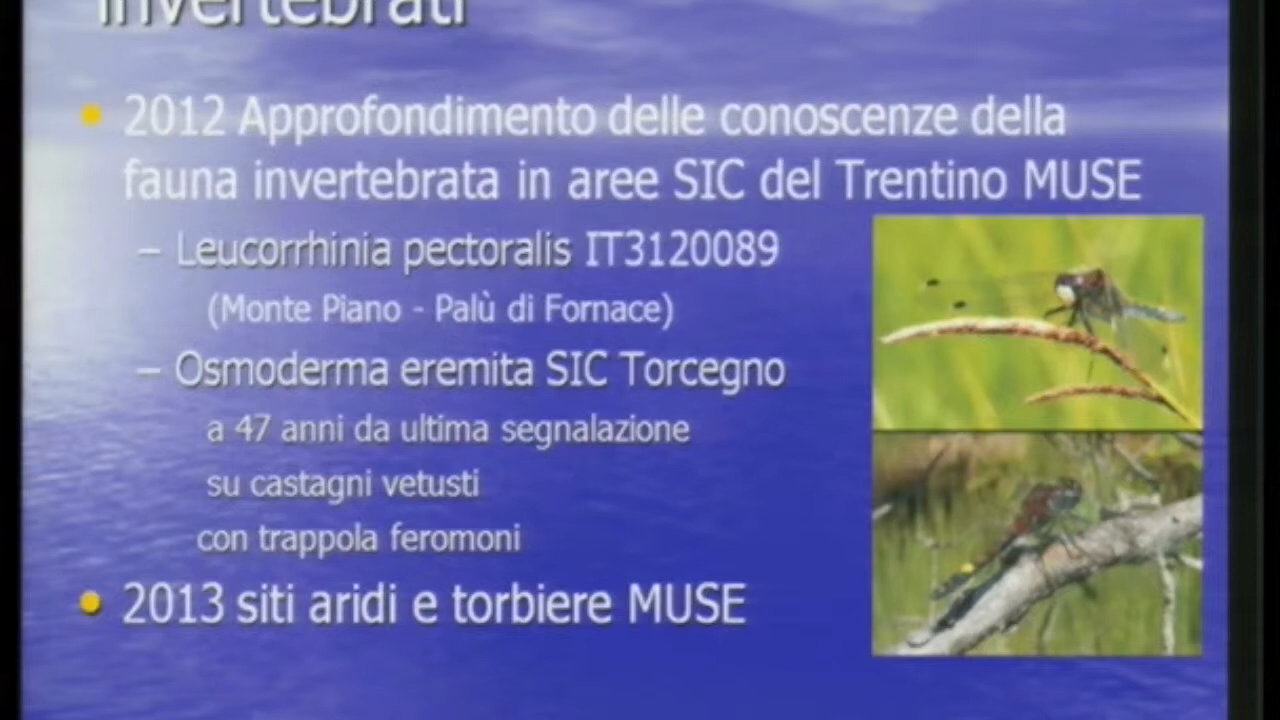 invertebrati
2012 Approfondimento delle conoscenze della
fauna invertebrata in aree SIC del Trentino MUSE
– Leucorrhinia pectoralis IT3120089
(Monte Piano - Palù di Fornace)
– Osmoderma eremita SIC Torcegno
a 47 anni da ultima segnalazione
su castagni vetusti
con trappola feromoni
2013 siti aridi e torbiere MUSE